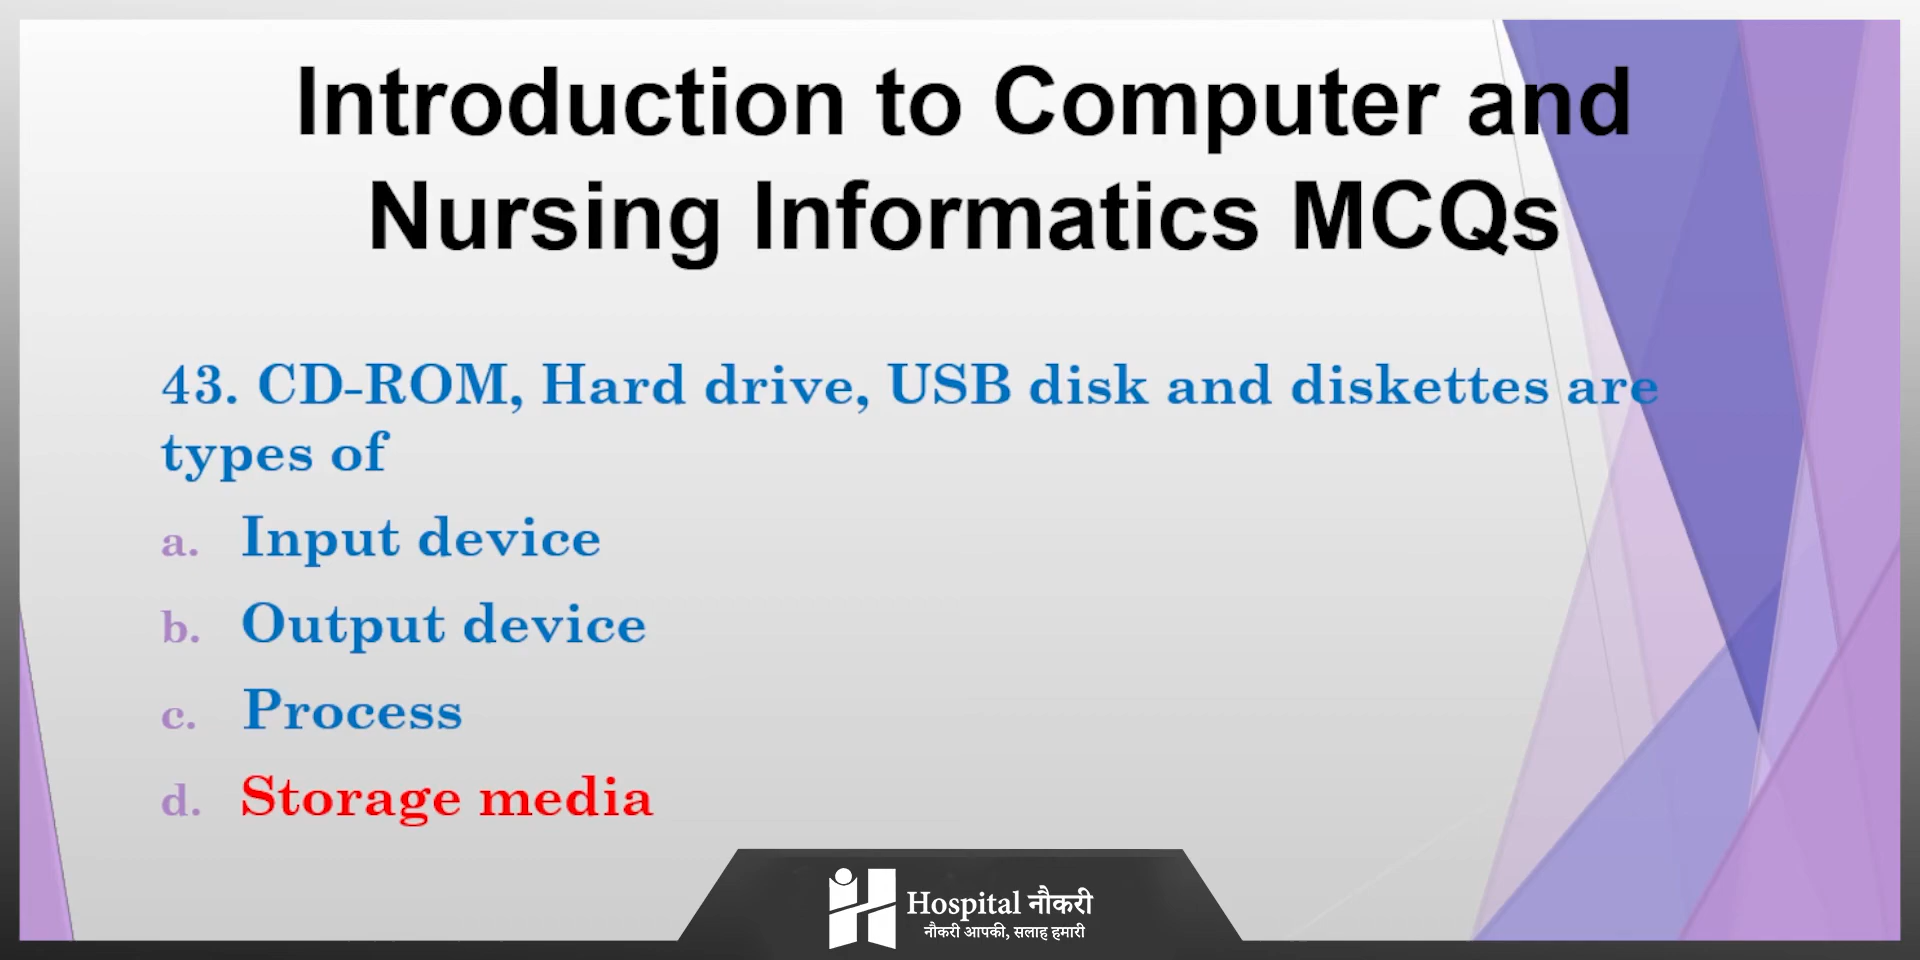 Introduction to Computer and
Nursing Informatics MCQs
43. CD-ROM, Hard drive, USB disk and diskettes are
types of
a. Input device
b. Output device
c. Process
d. Storage media
Hospital नौकरी
नौकरी आपकी, सलाह हमारी